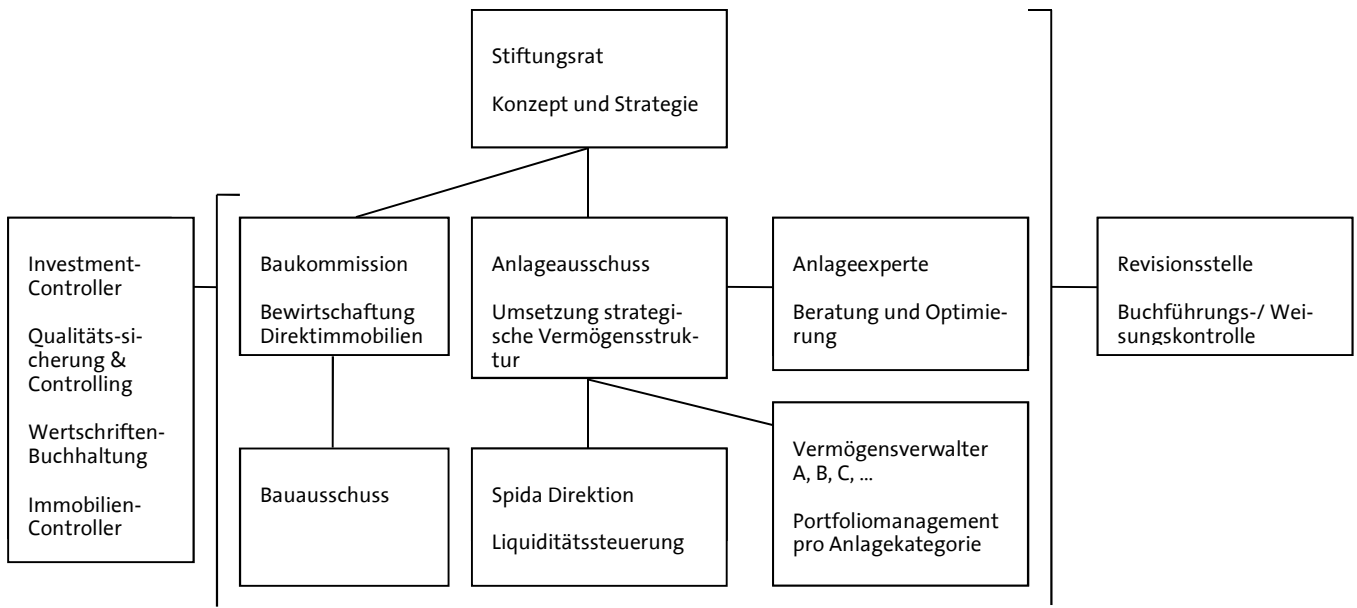 Stiftungsrat
Konzept und Strategie
Investment-
Controller
Qualitäts-si-
cherung &
Controlling
Wertschriften-
Buchhaltung
Immobilien-
Controller
Baukommission
Bewirtschaftung
Direktimmobilien
Anlageausschuss
Umsetzung strategi-
sche Vermögensstruk-
tur
Anlageexperte
Beratung und Optimie-
rung
Revisionsstelle
Buchführungs-/ Wei-
sungskontrolle
Bauausschuss
Spida Direktion
Liquiditätssteuerung
Vermögensverwalter
A, B, C, ...
Portfoliomanagement
pro Anlagekategorie